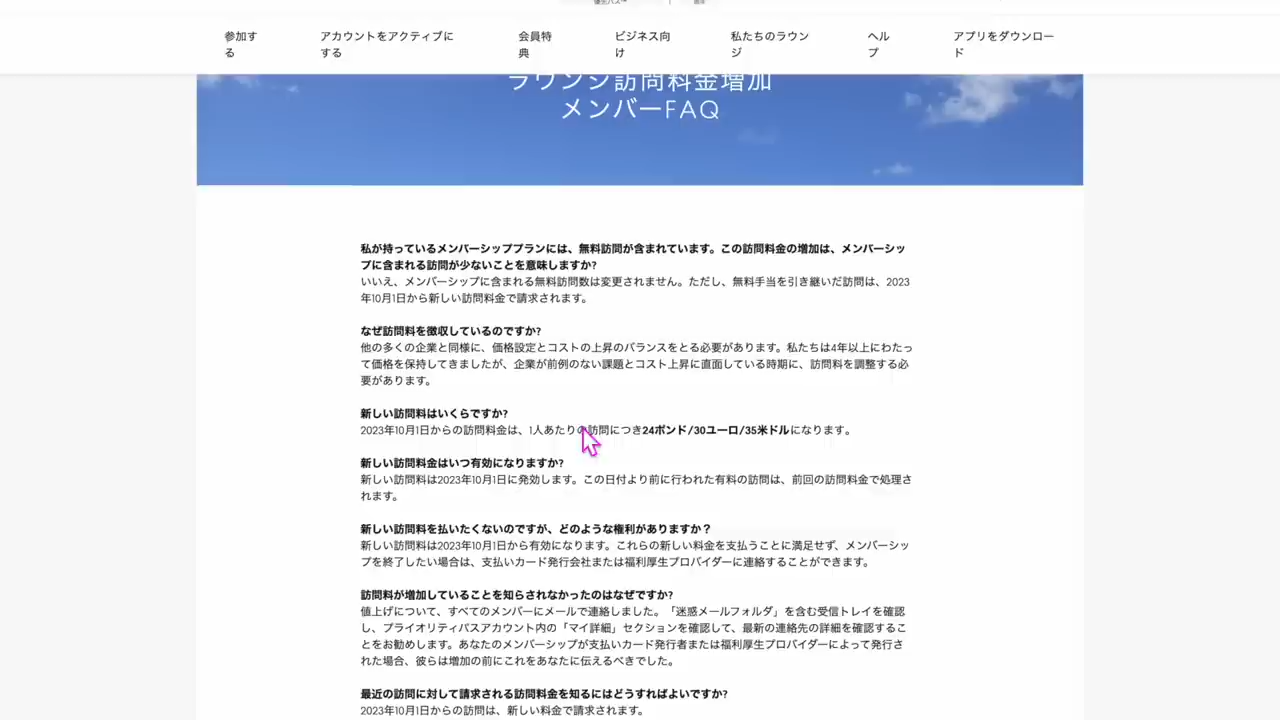 参加す
る
アカウントをアクティブに
する
会員特
典
ビジネス向
け
私たちのラウン
ジ
ヘル
プ
アプリをダウンロー
ド
ラウンジ訪問料金増加
メンバーFAQ
私が持っているメンバーシッププランには、無料訪問が含まれています。この訪問料金の増加は、メンバーシッ
プに含まれる訪問が少ないことを意味しますか?
いいえ、メンバーシップに含まれる無料訪問数は変更されません。ただし、無料手当を引き継いだ訪問は、2023
年10月1日から新しい訪問料金で請求されます。
なぜ訪問料を徴収しているのですか?
他の多くの企業と同様に、価格設定とコストの上昇のバランスをとる必要があります。私たちは4年以上にわたっ
て価格を保持してきましたが、企業が前例のない課題とコスト上昇に直面している時期に、訪問料を調整する必
要があります。
新しい訪問料はいくらですか?
2023年10月1日からの訪問料金は、1人あたりの訪問につき24ポンド/30ユーロ/35米ドルになります。
新しい訪問料金はいつ有効になりますか?
新しい訪問料は2023年10月1日に発効します。この日付より前に行われた有料の訪問は、前回の訪問料金で処理さ
れます。
新しい訪問料を払いたくないのですが、どのような権利がありますか？
新しい訪問料は2023年10月1日から有効になります。これらの新しい料金を支払うことに満足せず、メンバーシッ
プを終了したい場合は、支払いカード発行会社または福利厚生プロバイダーに連絡することができます。
訪問料が増加していることを知らされなかったのはなぜですか?
値上げについて、すべてのメンバーにメールで連絡しました。「迷惑メールフォルダ」を含む受信トレイを確認
し、プライオリティパスアカウント内の「マイ詳細」セクションを確認して、最新の連絡先の詳細を確認するこ
とをお勧めします。あなたのメンバーシップが支払いカード発行者または福利厚生プロバイダーによって発行さ
れた場合、彼らは増加の前にこれをあなたに伝えるべきでした。
最近の訪問に対して請求される訪問料金を知るにはどうすればよいですか?
2023年10月1日からの訪問は、新しい料金で請求されます。